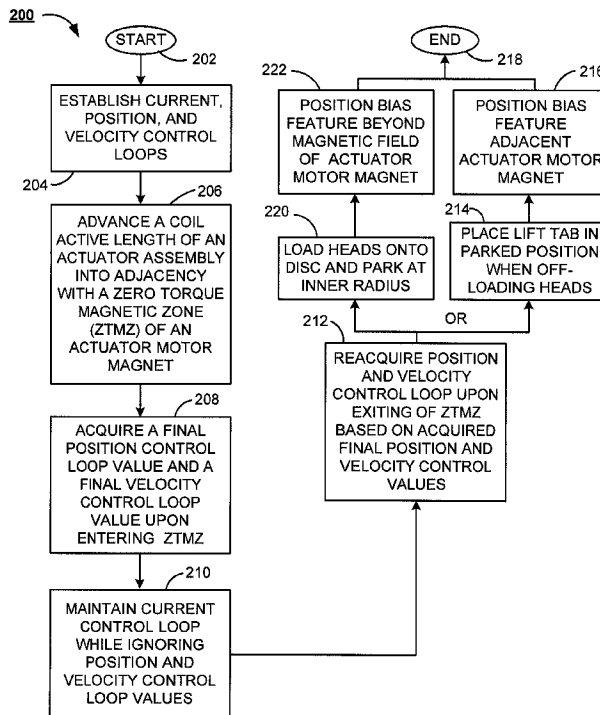 200
START
202
ESTABLISH CURRENT,
POSITION, AND
VELOCITY CONTROL
LOOPS
204
206
ADVANCE A COIL
ACTIVE LENGTH OF AN
ACTUATOR ASSEMBLY
INTO ADJACENCY
WITH A ZERO TORQUE
MAGNETIC ZONE (ZTMZ) OF AN
ACTUATOR MOTOR
MAGNET
208
ACQUIRE A FINAL
POSITION CONTROL
LOOP VALUE AND A
FINAL VELOCITY
CONTROL LOOP
VALUE UPON
ENTERING ZTMZ
210
MAINTAIN CURRENT
CONTROL LOOP
WHILE IGNORING
POSITION AND
VELOCITY CONTROL
LOOP VALUES
212
REACQUIRE POSITION
AND VELOCITY
CONTROL LOOP UPON
EXITING OF ZTMZ
BASED ON ACQUIRED
FINAL POSITION AND
VELOCITY CONTROL
VALUES
OR
220
LOAD HEADS ONTO
DISC AND PARK AT
INNER RADIUS
222
POSITION BIAS
FEATURE BEYOND
MAGNETIC FIELD
OF ACTUATOR
MOTOR MAGNET
214
PLACE LIFT TAB IN
PARKED POSITION
WHEN OFF-
LOADING HEADS
216
POSITION BIAS
FEATURE
ADJACENT
ACTUATOR MOTOR
MAGNET
END
218